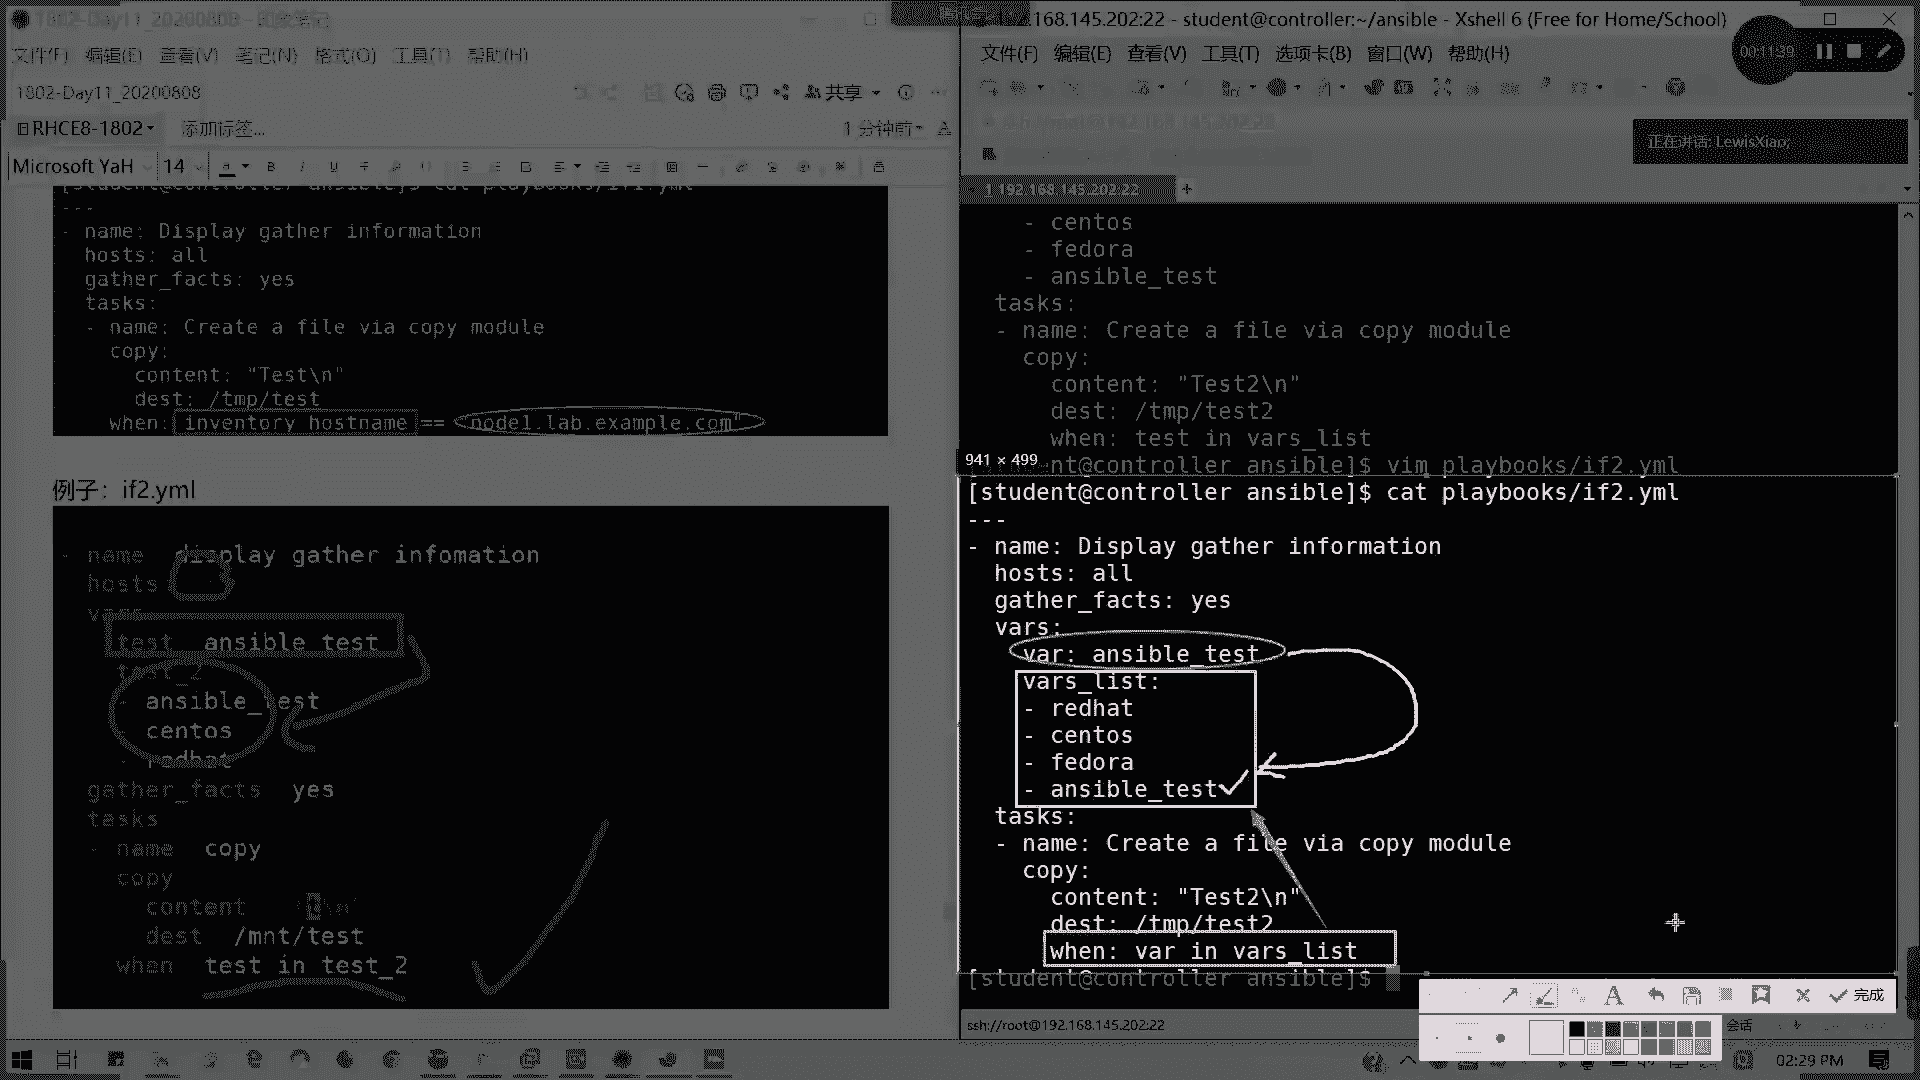 1802-Day11_20200808
文件(F) 编辑(E) 查看(V) 笔记(N) 格式(O) 工具(T) 帮助(H)
1802-Day11_20200808
共享
RHCE8-1802
添加标签...
1 分钟前
Microsoft YaH 14
[student@controller ansible]$ cat playbooks/if2.yml
---
- name: Display gather information
hosts: all
gather_facts: yes
tasks:
- name: Create a file via copy module
copy:
content: "Test\n"
dest: /tmp/test
when: inventory_hostname == "node1.lab.example.com"
例子：if2.yml
- name display gather infomation
hosts
vars
test ansible_test
test_2
- ansible_test
- centos
- redhat
gather_facts yes
tasks
- name copy
copy
content
dest /mnt/test
when test in test_2
192.168.145.202:22 - student@controller:~/ansible - Xshell 6 (Free for Home/School)
文件(F) 编辑(E) 查看(V) 工具(T) 选项卡(B) 窗口(W) 帮助(H)
00:11:39
正在讲话: LewisXiao;
1 192.168.145.202:22
- centos
- fedora
- ansible_test
tasks:
- name: Create a file via copy module
copy:
content: "Test2\n"
dest: /tmp/test2
when: test in vars_list
941 × 499
nt@controller ansible]$ vim playbooks/if2.yml
[student@controller ansible]$ cat playbooks/if2.yml
---
- name: Display gather information
hosts: all
gather_facts: yes
vars:
var: ansible_test
vars_list:
- redhat
- centos
- fedora
- ansible_test
tasks:
- name: Create a file via copy module
copy:
content: "Test2\n"
dest: /tmp/test2
when: var in vars_list
[student@controller ansible]$
完成
ssh://root@192.168.145.202:22
会话
02:29 PM